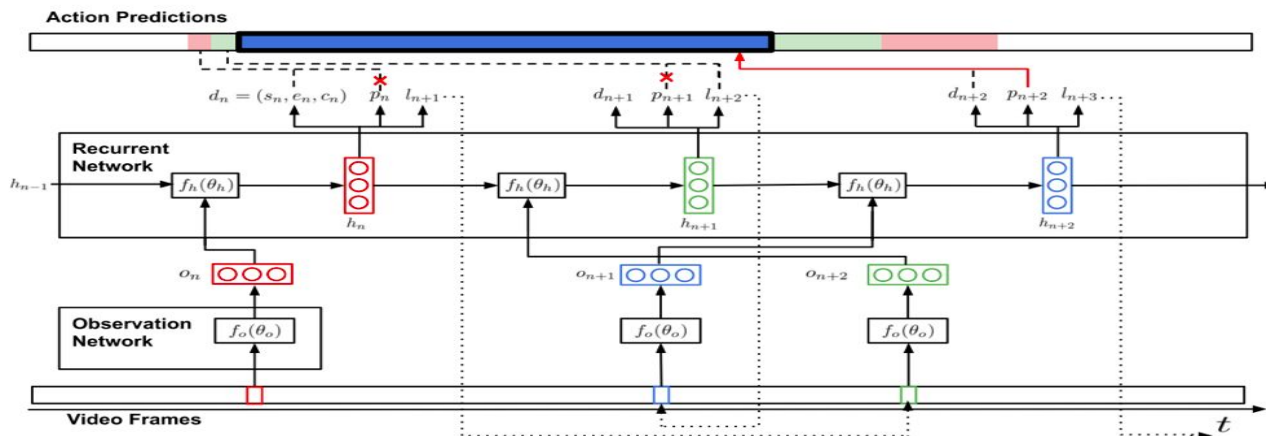 Action Predictions
d_n = (s_n, e_n, c_n) p_n l_{n+1} d_{n+1} p_{n+1} l_{n+2} d_{n+2} p_{n+2} l_{n+3}
Recurrent
Network
h_{n-1} f_h(θ_h) f_h(θ_h) f_h(θ_h)
h_n h_{n+1} h_{n+2}
o_n o_{n+1} o_{n+2}
Observation
Network
f_o(θ_o) f_o(θ_o) f_o(θ_o)
Video Frames t